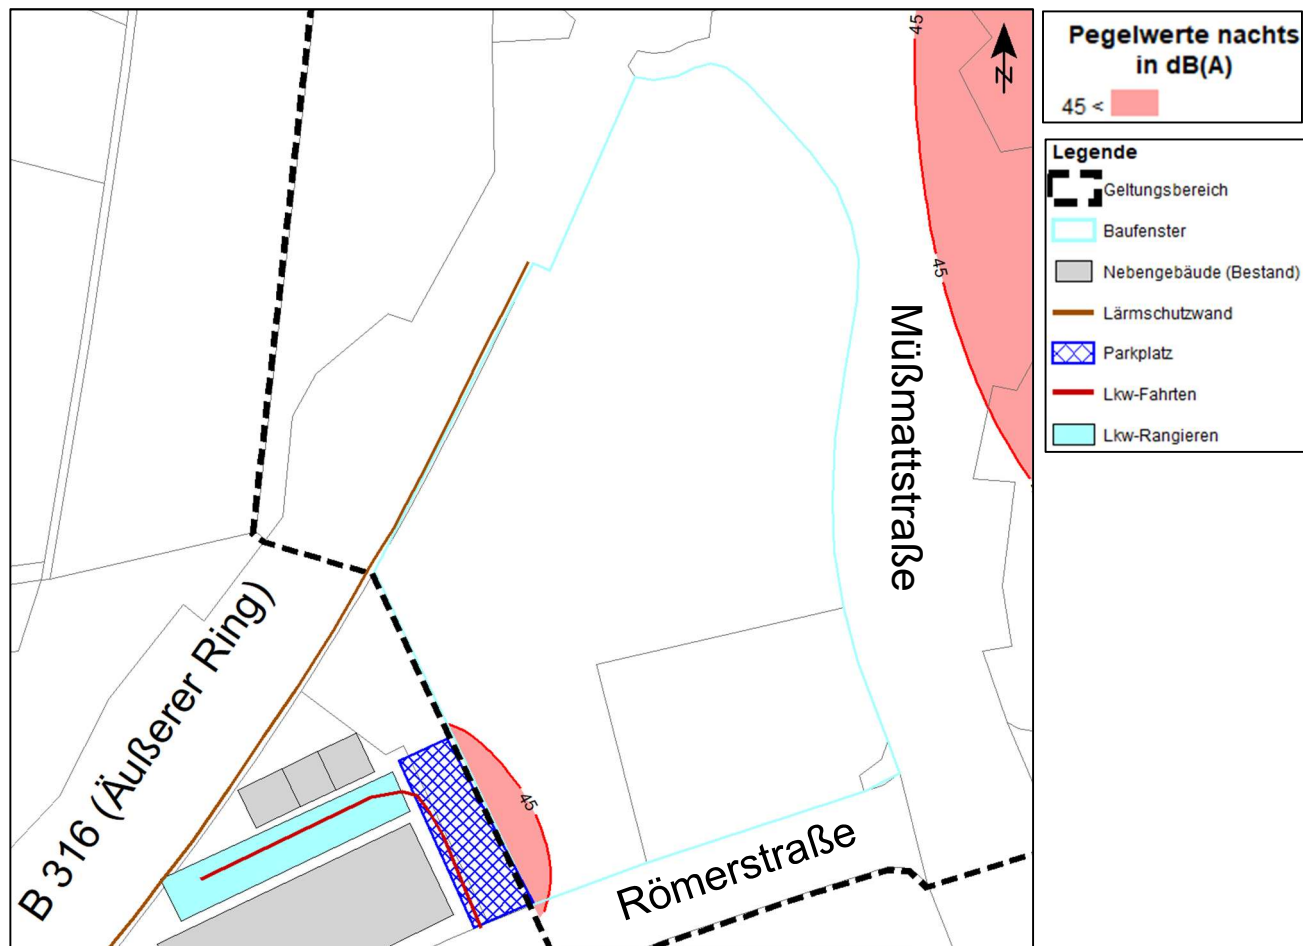 45
N
45
Müßmattstraße
B 316 (Äußerer Ring)
45
Römerstraße
Pegelwerte nachts
in dB(A)
45 <
Legende
Geltungsbereich
Baufenster
Nebengebäude (Bestand)
Lärmschutzwand
Parkplatz
Lkw-Fahrten
Lkw-Rangieren